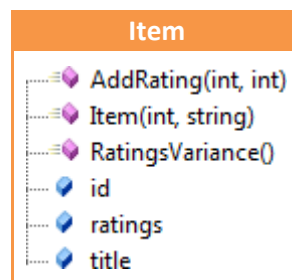 Item
AddRating(int, int)
Item(int, string)
RatingsVariance()
id
ratings
title